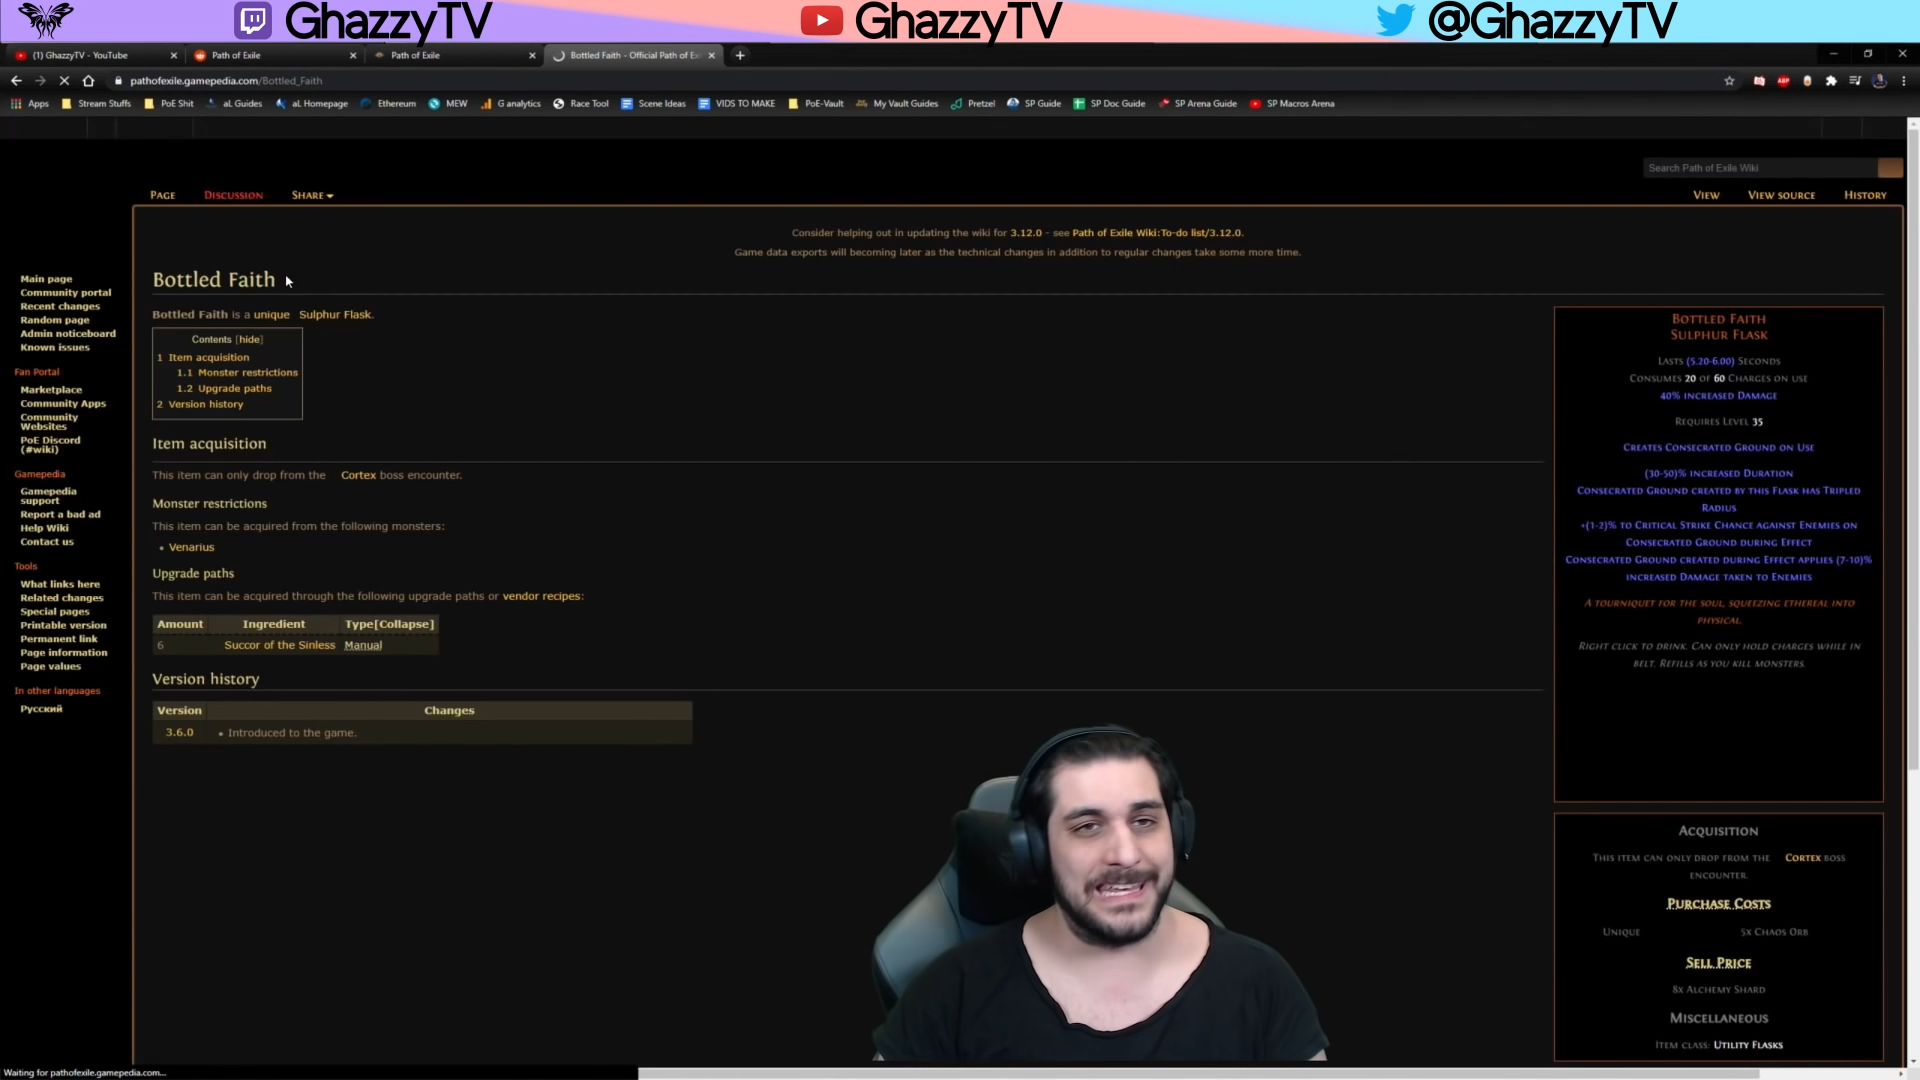 GhazzyTV
GhazzyTV
@GhazzyTV
(1) GhazzyTV - YouTube
Path of Exile
Path of Exile
Bottled Faith - Official Path of Ex
pathofexile.gamepedia.com/Bottled_Faith
Apps
Stream Stuffs
PoE Shit
aL Guides
aL Homepage
Ethereum
MEW
G analytics
Race Tool
Scene Ideas
VIDS TO MAKE
PoE-Vault
My Vault Guides
Pretzel
SP Guide
SP Doc Guide
SP Arena Guide
SP Macros Arena
Search Path of Exile Wiki
Page
Discussion
Share
View
View source
History
Consider helping out in updating the wiki for 3.12.0 - see Path of Exile Wiki:To-do list/3.12.0.
Game data exports will becoming later as the technical changes in addition to regular changes take some more time.
Main page
Community portal
Recent changes
Random page
Admin noticeboard
Known issues
Fan Portal
Marketplace
Community Apps
Community
Websites
PoE Discord
(#wiki)
Gamepedia
Gamepedia
support
Report a bad ad
Help Wiki
Contact us
Tools
What links here
Related changes
Special pages
Printable version
Permanent link
Page information
Page values
In other languages
Русский
Bottled Faith
Bottled Faith is a unique Sulphur Flask.
Contents [hide]
1 Item acquisition
1.1 Monster restrictions
1.2 Upgrade paths
2 Version history
Item acquisition
This item can only drop from the Cortex boss encounter.
Monster restrictions
This item can be acquired from the following monsters:
• Venarius
Upgrade paths
This item can be acquired through the following upgrade paths or vendor recipes:
Amount Ingredient Type[Collapse]
6 Succor of the Sinless Manual
Version history
Version Changes
3.6.0 • Introduced to the game.
Bottled Faith
Sulphur Flask
Lasts (5.20-6.00) Seconds
Consumes 20 of 60 Charges on use
40% increased Damage
Requires Level 35
Creates Consecrated Ground on Use
(30-50)% increased Duration
Consecrated Ground created by this Flask has Tripled
Radius
+(1-2)% to Critical Strike Chance against Enemies on
Consecrated Ground during Effect
Consecrated Ground created during Effect applies (7-10)%
increased Damage taken to Enemies
A tourniquet for the soul, squeezing ethereal into
physical.
Right click to drink. Can only hold charges while in
belt. Refills as you kill monsters.
Acquisition
This item can only drop from the Cortex boss
encounter.
Purchase Costs
Unique 5x Chaos Orb
Sell Price
8x Alchemy Shard
Miscellaneous
Item class: Utility Flasks
Waiting for pathofexile.gamepedia.com...